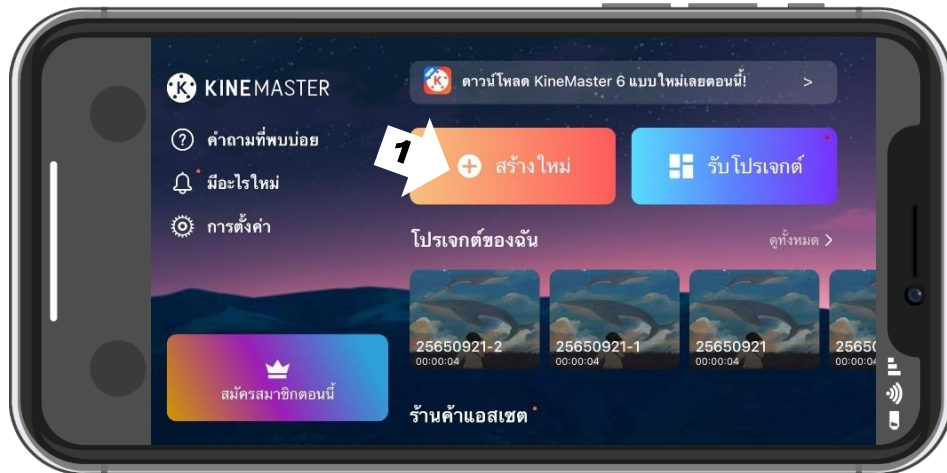 KINEMASTER
คำถามที่พบบ่อย
มีอะไรใหม่
การตั้งค่า
สมัครสมาชิกตอนนี้
ดาวน์โหลด KineMaster 6 แบบใหม่เลยตอนนี้! >
1
สร้างใหม่
รับโปรเจกต์
โปรเจกต์ของฉัน
ดูทั้งหมด >
25650921-2
00:00:04
25650921-1
00:00:04
25650921
00:00:04
ร้านค้าแอสเซต